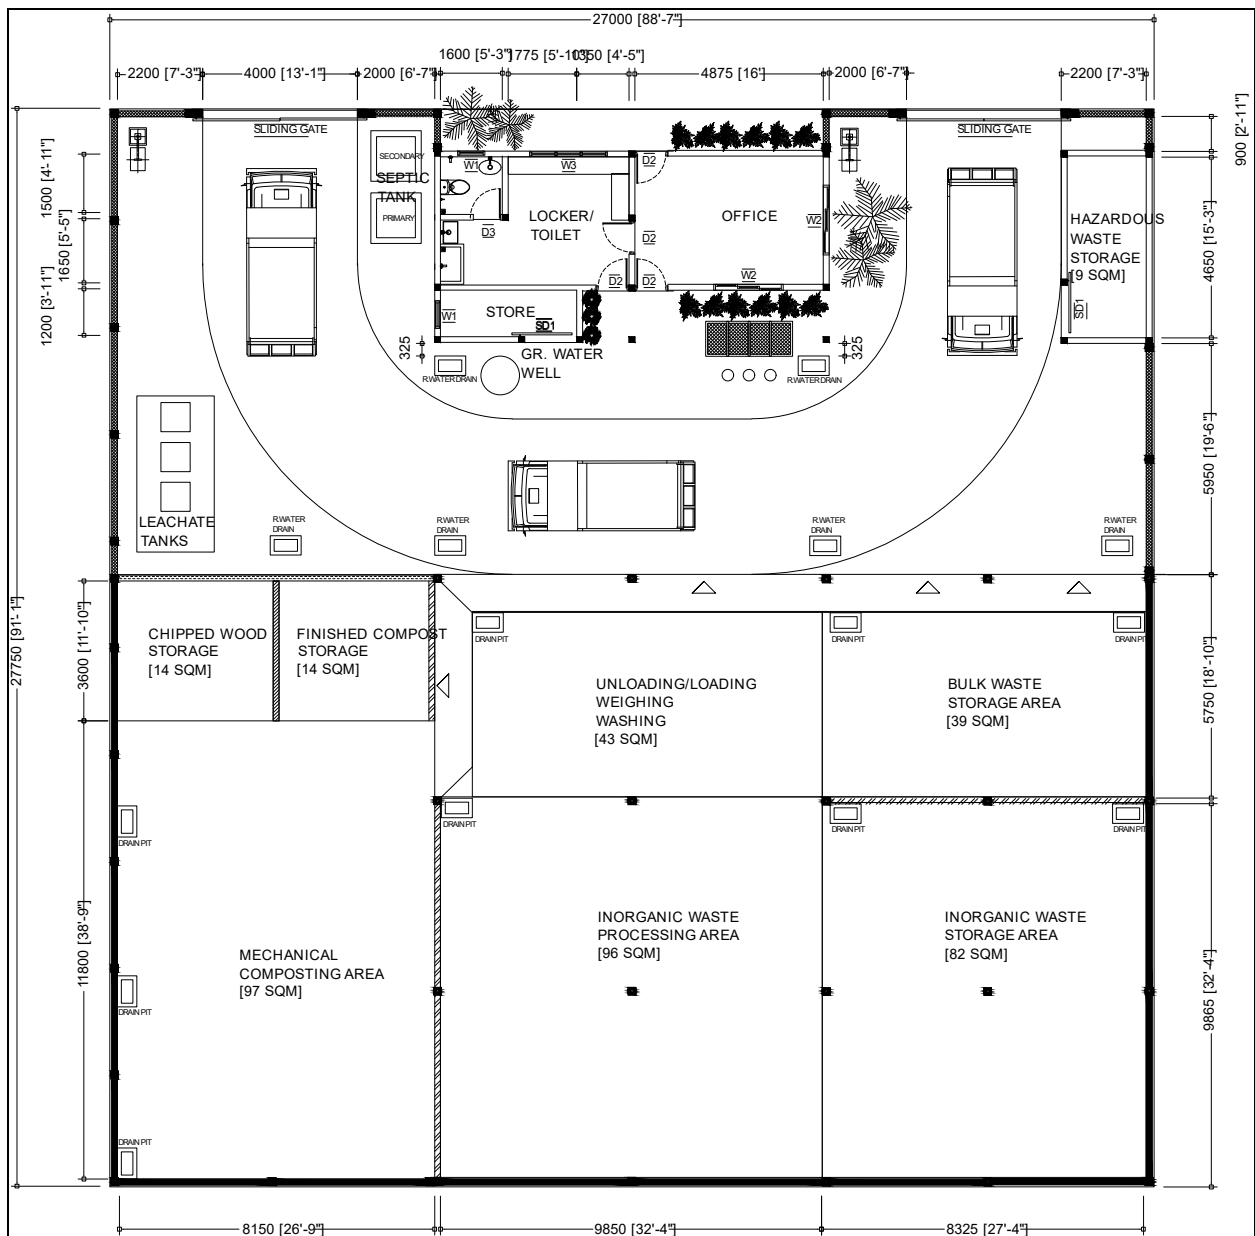 27000 [88'-7"]
1600 [5'-3"]
1775 [5'-10"]
1350 [4'-5"]
2200 [7'-3"]
4000 [13'-1"]
2000 [6'-7"]
4875 [16']
2000 [6'-7"]
2200 [7'-3"]
900 [2'-11"]
SLIDING GATE
SLIDING GATE
SECONDARY
SEPTIC
TANK
PRIMARY
W1
W3
D2
LOCKER/
TOILET
OFFICE
W2
D3
D2
HAZARDOUS
WASTE
STORAGE
[9 SQM]
SD1
D2
D2
W2
STORE
W1
SD1
1500 [4'-11"]
1650 [5'-5"]
1200 [3'-11"]
4650 [15'-3"]
325
325
GR. WATER
WELL
R.WATER DRAIN
R.WATER DRAIN
LEACHATE
TANKS
R.WATER
DRAIN
R.WATER
DRAIN
R.WATER
DRAIN
R.WATER
DRAIN
5950 [19'-6"]
27750 [91'-1"]
3600 [11'-10"]
5750 [18'-10"]
CHIPPED WOOD
STORAGE
[14 SQM]
FINISHED COMPOST
STORAGE
[14 SQM]
DRAIN PIT
DRAIN PIT
DRAIN PIT
UNLOADING/LOADING
WEIGHING
WASHING
[43 SQM]
BULK WASTE
STORAGE AREA
[39 SQM]
DRAIN PIT
DRAIN PIT
DRAIN PIT
DRAIN PIT
11800 [38'-9"]
9865 [32'-4"]
MECHANICAL
COMPOSTING AREA
[97 SQM]
INORGANIC WASTE
PROCESSING AREA
[96 SQM]
INORGANIC WASTE
STORAGE AREA
[82 SQM]
DRAIN PIT
DRAIN PIT
8150 [26'-9"]
9850 [32'-4"]
8325 [27'-4"]